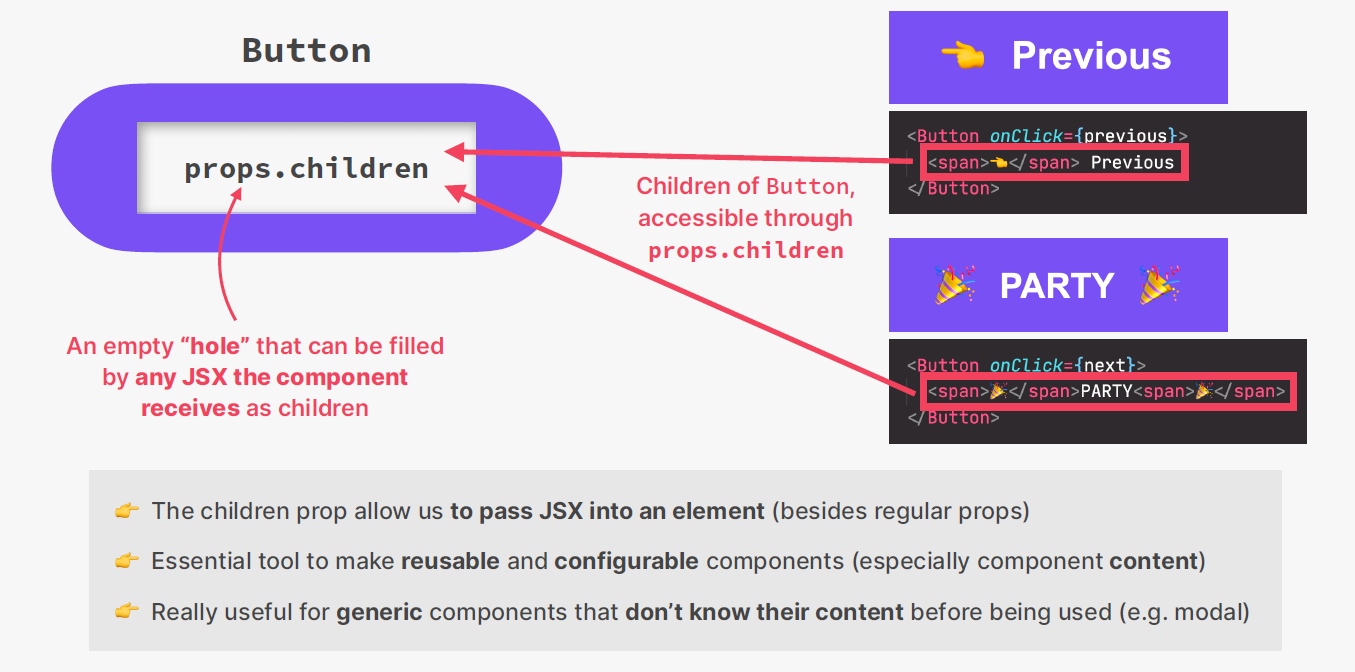 Button
props.children
An empty “hole” that can be filled
by any JSX the component
receives as children
Children of Button,
accessible through
props.children
👈 Previous
<Button onClick={previous}>
<span>👈</span> Previous
</Button>
🎉 PARTY 🎉
<Button onClick={next}>
<span>🎉</span>PARTY<span>🎉</span>
</Button>
👉 The children prop allow us to pass JSX into an element (besides regular props)
👉 Essential tool to make reusable and configurable components (especially component content)
👉 Really useful for generic components that don’t know their content before being used (e.g. modal)